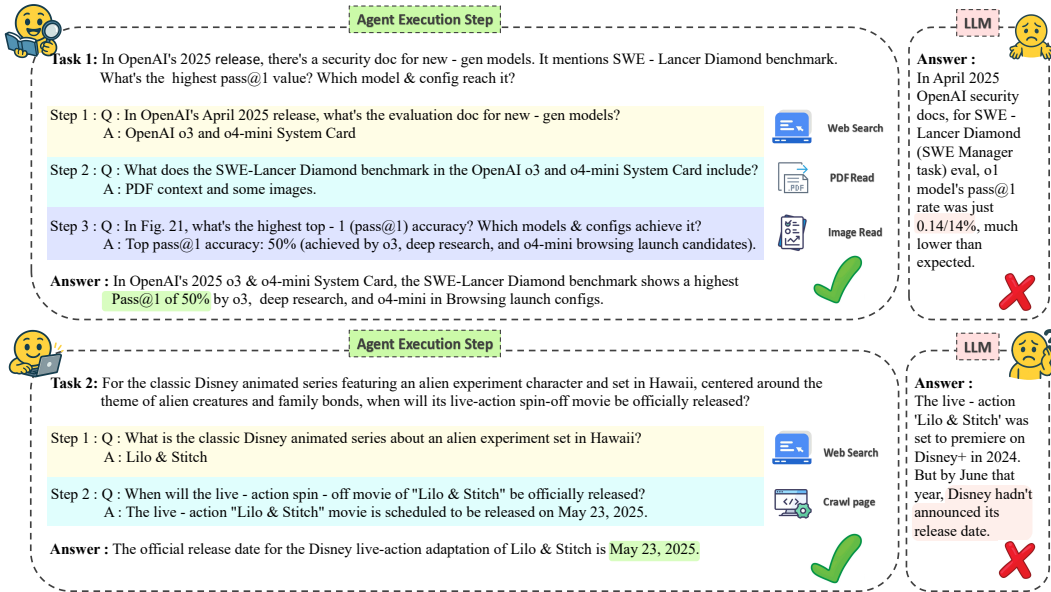 Agent Execution Step
Task 1: In OpenAI's 2025 release, there's a security doc for new - gen models. It mentions SWE - Lancer Diamond benchmark.
What's the highest pass@1 value? Which model & config reach it?
Step 1 : Q : In OpenAI's April 2025 release, what's the evaluation doc for new - gen models?
A : OpenAI o3 and o4-mini System Card
Web Search
Step 2 : Q : What does the SWE-Lancer Diamond benchmark in the OpenAI o3 and o4-mini System Card include?
A : PDF context and some images.
.PDF
PDF Read
Step 3 : Q : In Fig. 21, what's the highest top - 1 (pass@1) accuracy? Which models & configs achieve it?
A : Top pass@1 accuracy: 50% (achieved by o3, deep research, and o4-mini browsing launch candidates).
Image Read
Answer : In OpenAI's 2025 o3 & o4-mini System Card, the SWE-Lancer Diamond benchmark shows a highest
Pass@1 of 50% by o3, deep research, and o4-mini in Browsing launch configs.
LLM
Answer :
In April 2025
OpenAI security
docs, for SWE -
Lancer Diamond
(SWE Manager
task) eval, o1
model's pass@1
rate was just
0.14/14%, much
lower than
expected.
Agent Execution Step
Task 2: For the classic Disney animated series featuring an alien experiment character and set in Hawaii, centered around the
theme of alien creatures and family bonds, when will its live-action spin-off movie be officially released?
Step 1 : Q : What is the classic Disney animated series about an alien experiment set in Hawaii?
A : Lilo & Stitch
Web Search
Step 2 : Q : When will the live - action spin - off movie of "Lilo & Stitch" be officially released?
A : The live - action "Lilo & Stitch" movie is scheduled to be released on May 23, 2025.
Crawl page
Answer : The official release date for the Disney live-action adaptation of Lilo & Stitch is May 23, 2025.
LLM
Answer :
The live - action
'Lilo & Stitch' was
set to premiere on
Disney+ in 2024.
But by June that
year, Disney hadn't
announced its
release date.